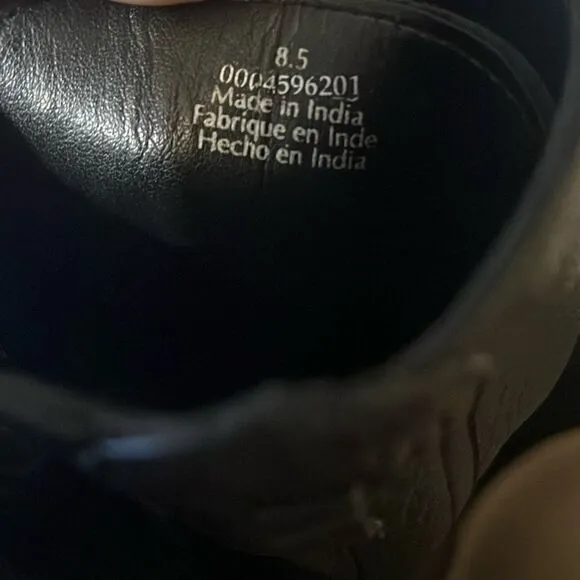 8.5
0004596201
Made in India
Fabrique en Inde
Hecho en India